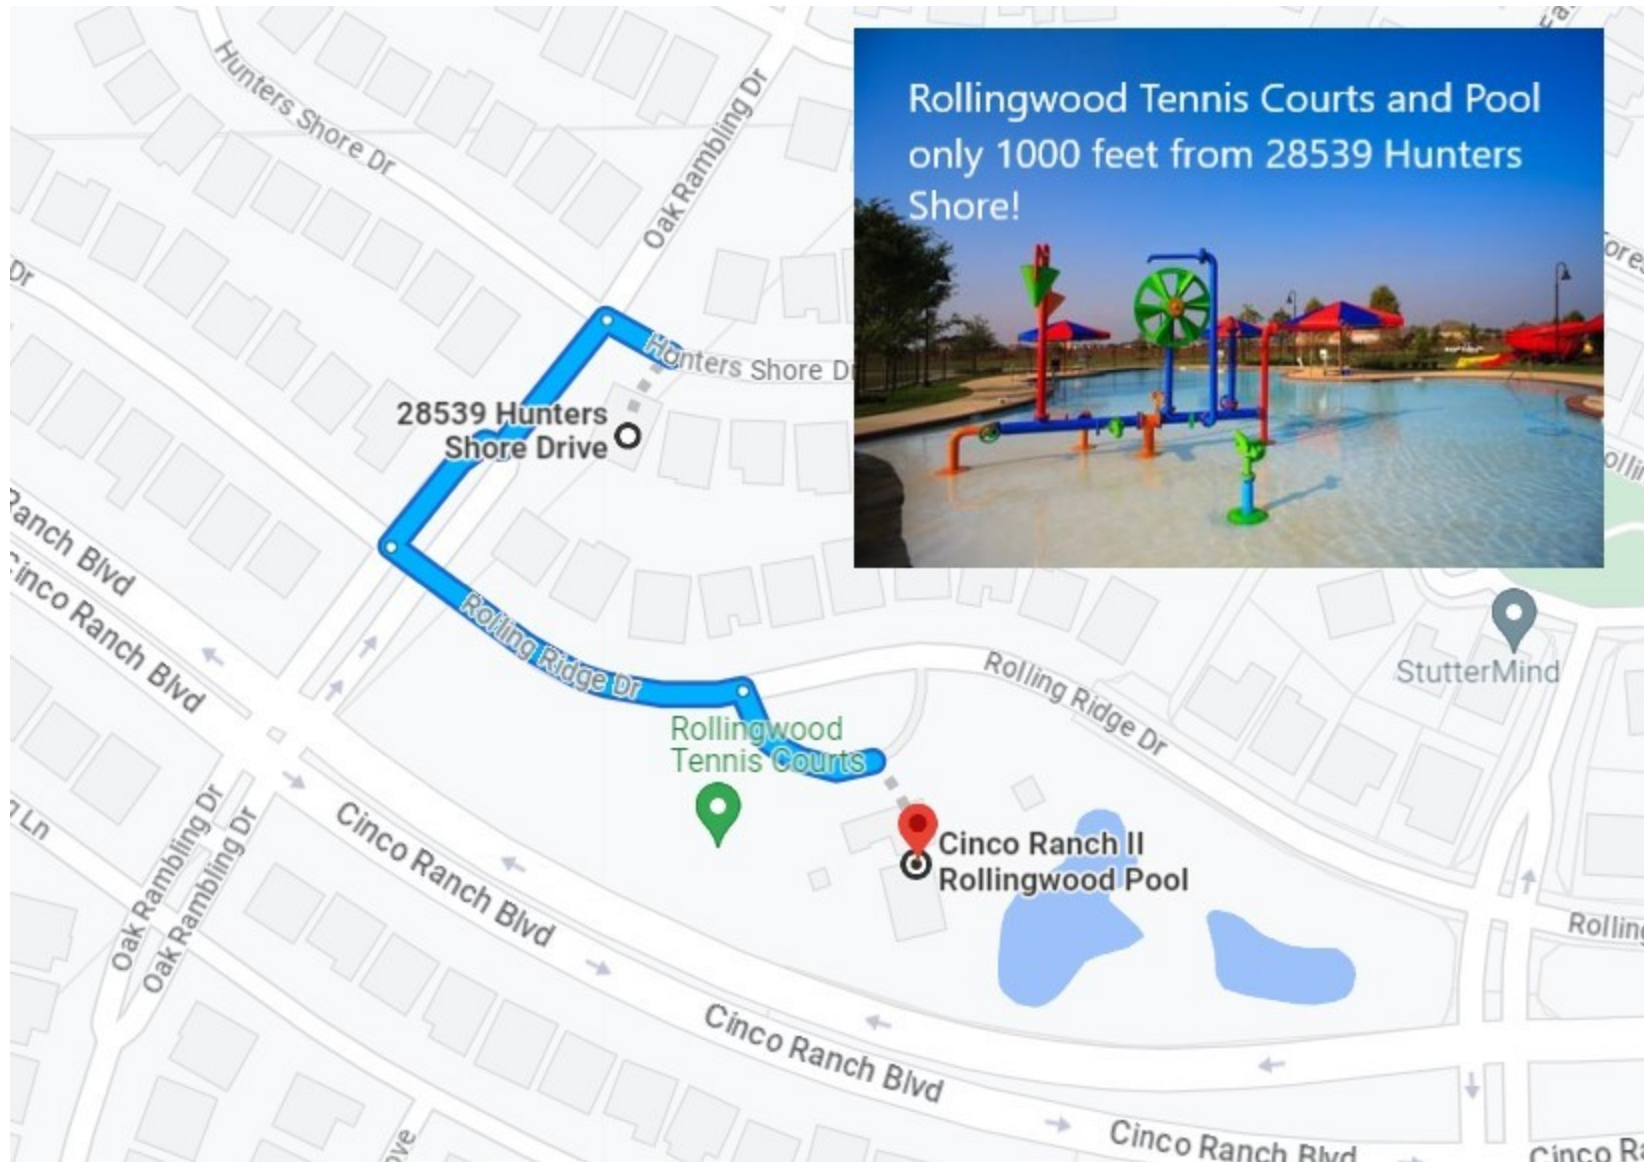 Rollingwood Tennis Courts and Pool
only 1000 feet from 28539 Hunters
Shore!
Hunters Shore Dr
Oak Rambling Dr
Dr
Hunters Shore Dr
28539 Hunters
Shore Drive
Ranch Blvd
Cinco Ranch Blvd
Rolling Ridge Dr
StutterMind
Rolling Ridge Dr
Rollingwood
Tennis Courts
Ln
Oak Rambling Dr
Oak Rambling Dr
Cinco Ranch Blvd
Cinco Ranch II
Rollingwood Pool
Rolling
Cinco Ranch Blvd
Cinco Ranch Blvd